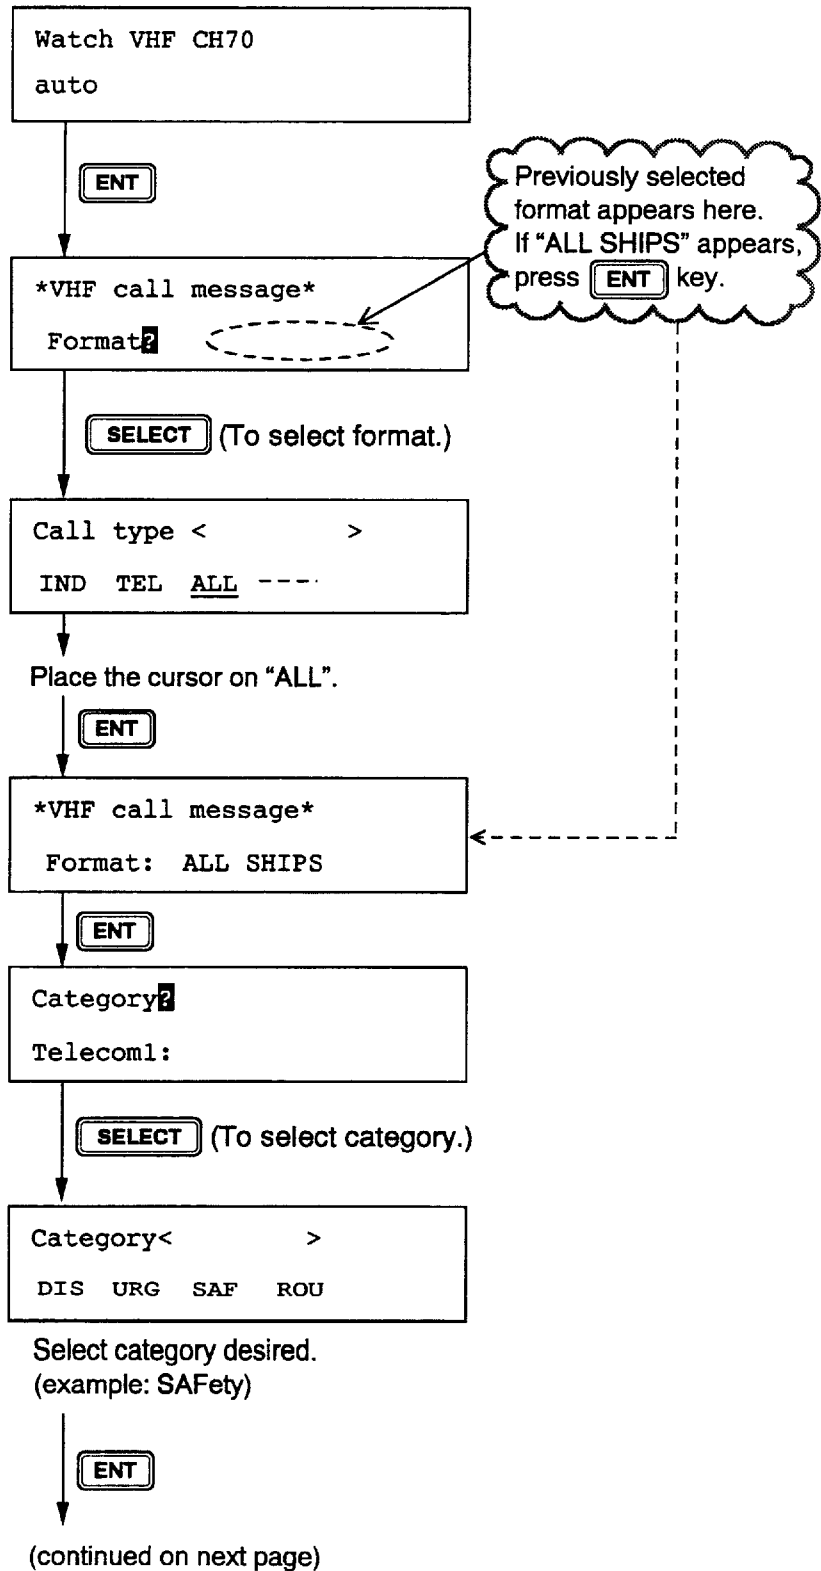 Watch VHF CH70
auto
ENT
Previously selected
format appears here.
If “ALL SHIPS” appears,
press ENT key.
*VHF call message*
Format?
SELECT (To select format.)
Call type < >
IND TEL ALL ----
Place the cursor on “ALL”.
ENT
*VHF call message*
Format: ALL SHIPS
ENT
Category?
Telecom1:
SELECT (To select category.)
Category< >
DIS URG SAF ROU
Select category desired.
(example: SAFety)
ENT
(continued on next page)